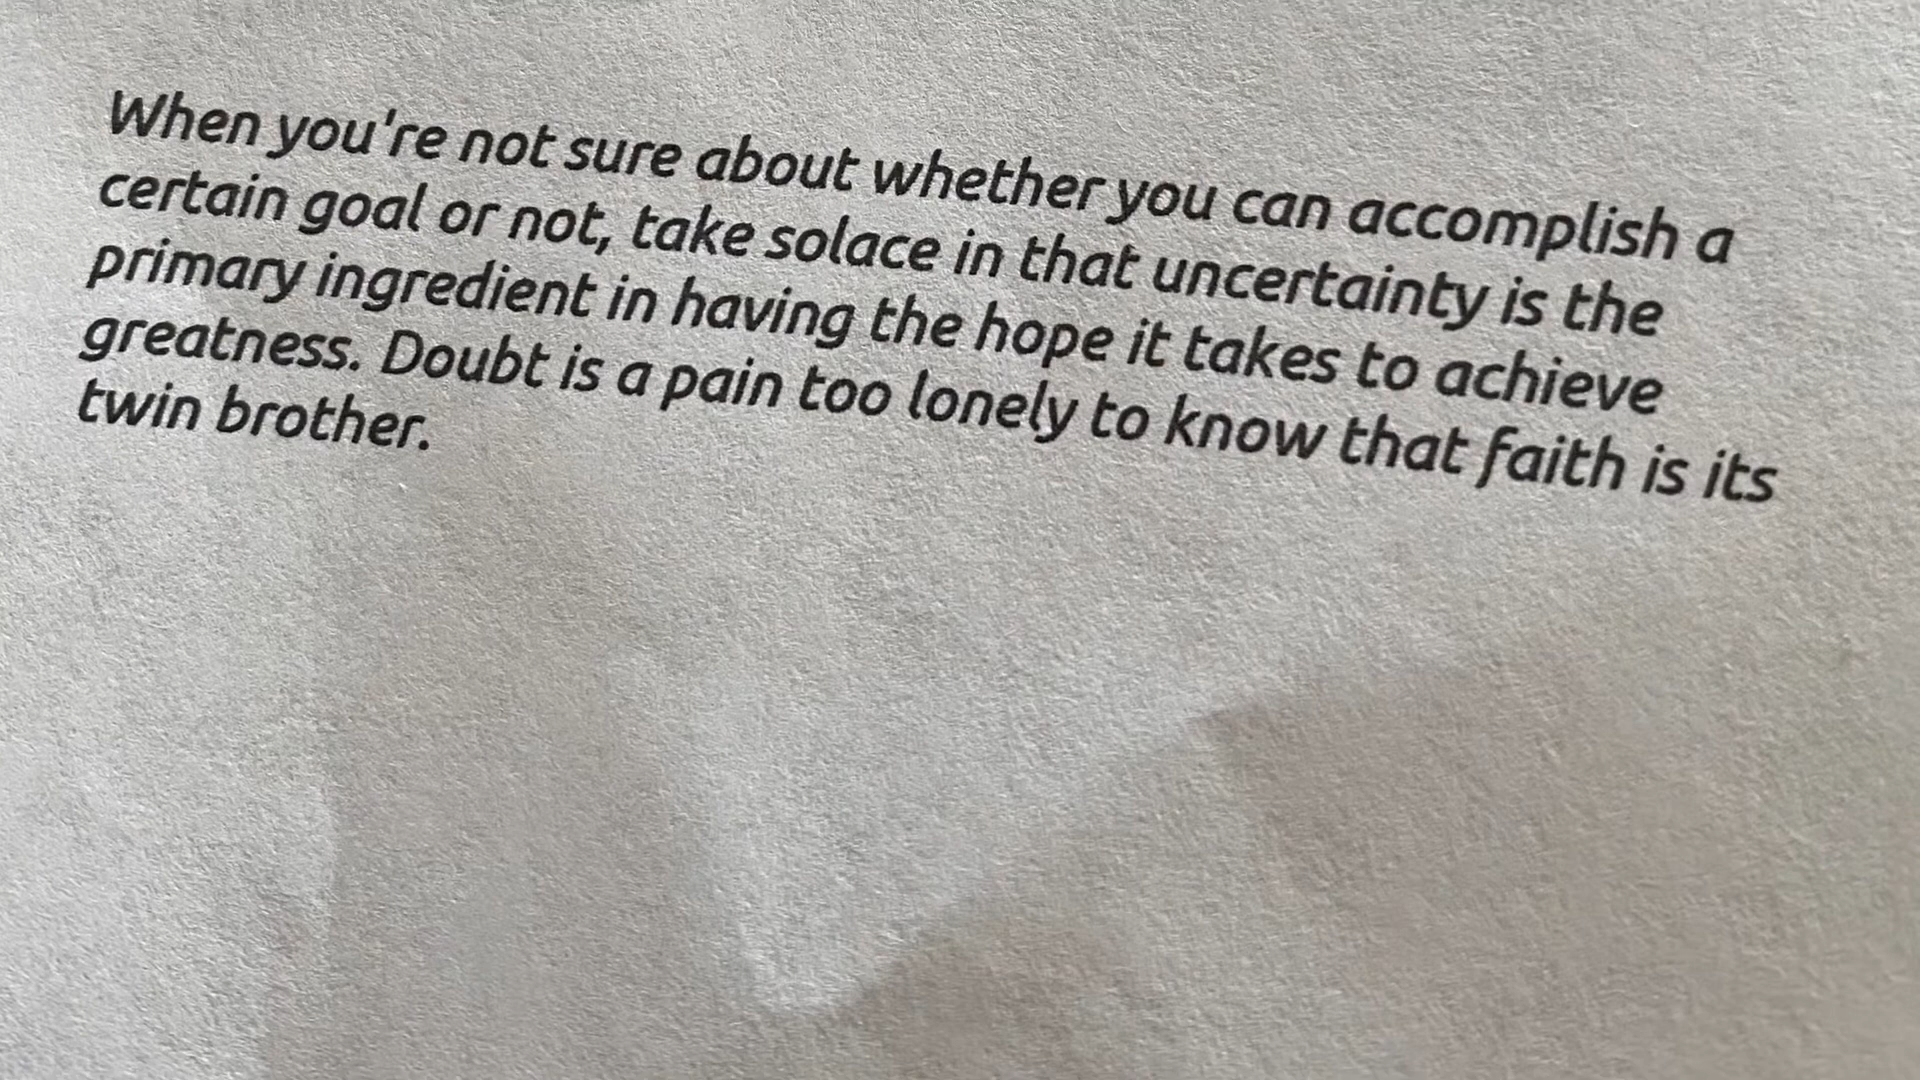 When you're not sure about whether you can accomplish a
certain goal or not, take solace in that uncertainty is the
primary ingredient in having the hope it takes to achieve
greatness. Doubt is a pain too lonely to know that faith is its
twin brother.